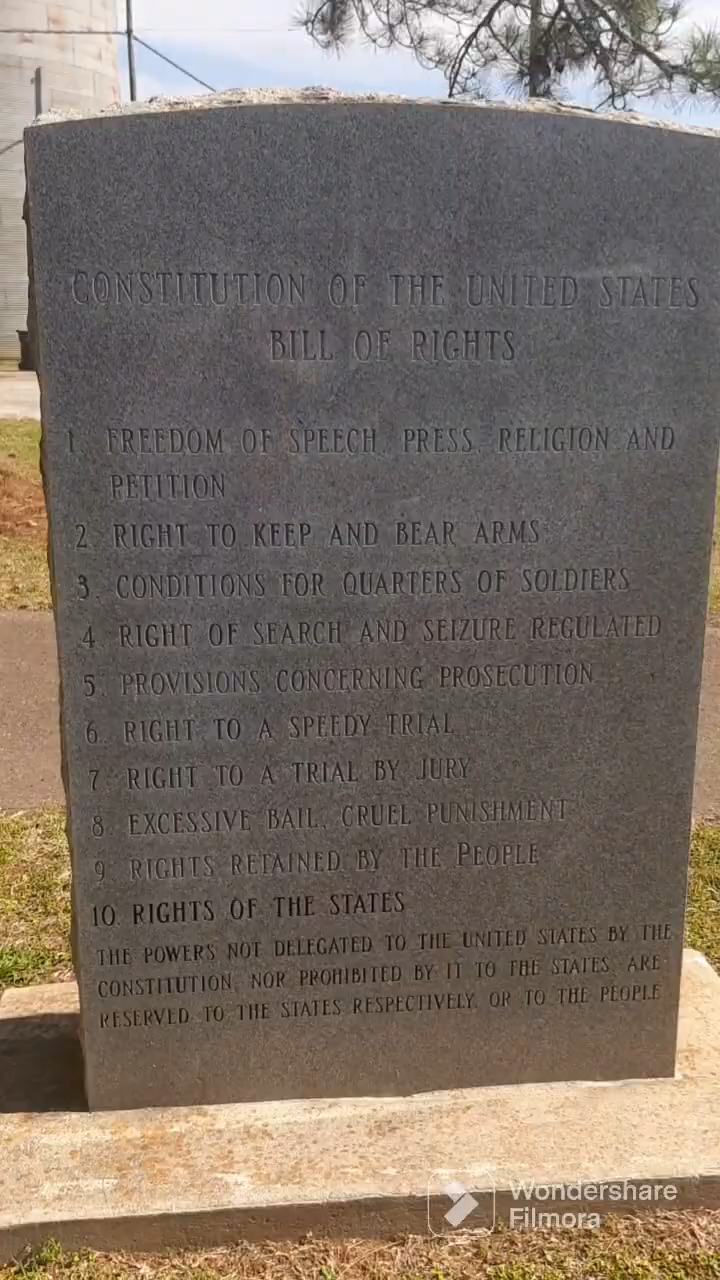 CONSTITUTION OF THE UNITED STATES
BILL OF RIGHTS
1. FREEDOM OF SPEECH, PRESS, RELIGION AND
PETITION
2. RIGHT TO KEEP AND BEAR ARMS
3. CONDITIONS FOR QUARTERS OF SOLDIERS
4. RIGHT OF SEARCH AND SEIZURE REGULATED
5. PROVISIONS CONCERNING PROSECUTION
6. RIGHT TO A SPEEDY TRIAL
7. RIGHT TO A TRIAL BY JURY
8. EXCESSIVE BAIL, CRUEL PUNISHMENT
9. RIGHTS RETAINED BY THE PEOPLE
10. RIGHTS OF THE STATES
THE POWERS NOT DELEGATED TO THE UNITED STATES BY THE
CONSTITUTION, NOR PROHIBITED BY IT TO THE STATES, ARE
RESERVED TO THE STATES RESPECTIVELY, OR TO THE PEOPLE
Wondershare
Filmora